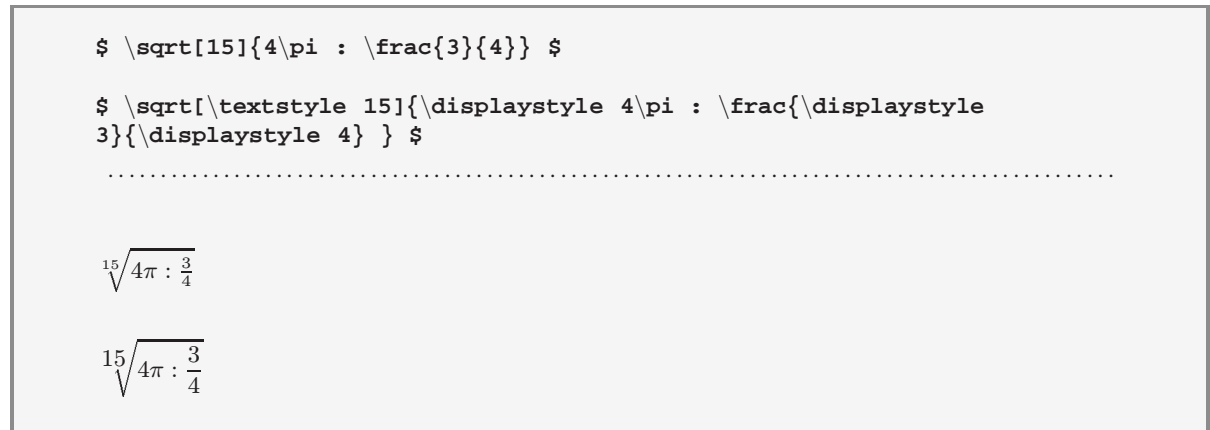 $ \sqrt[15]{4\pi : \frac{3}{4}} $
$ \sqrt[\textstyle 15]{\displaystyle 4\pi : \frac{\displaystyle
3}{\displaystyle 4} } $
15√4π : 3/4
15√4π : 3/4